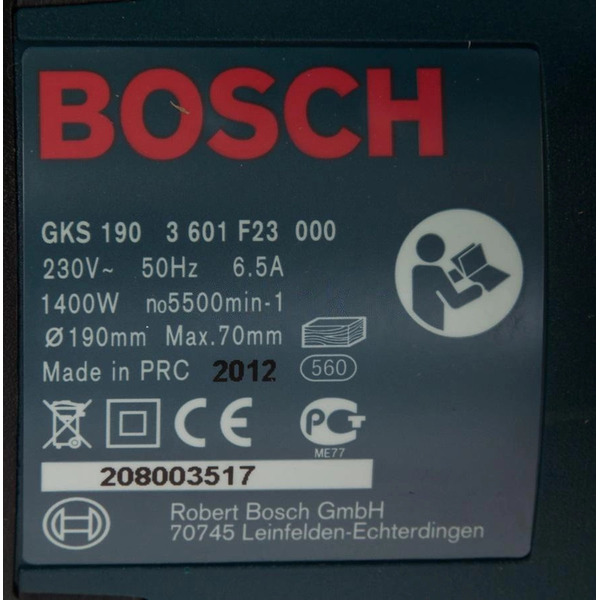 BOSCH
GKS 190 3 601 F23 000
230V~ 50Hz 6.5A
1400W no5500min-1
Ø190mm Max.70mm
Made in PRC 2012 560
CE PCT
ME77
208003517
Robert Bosch GmbH
70745 Leinfelden-Echterdingen